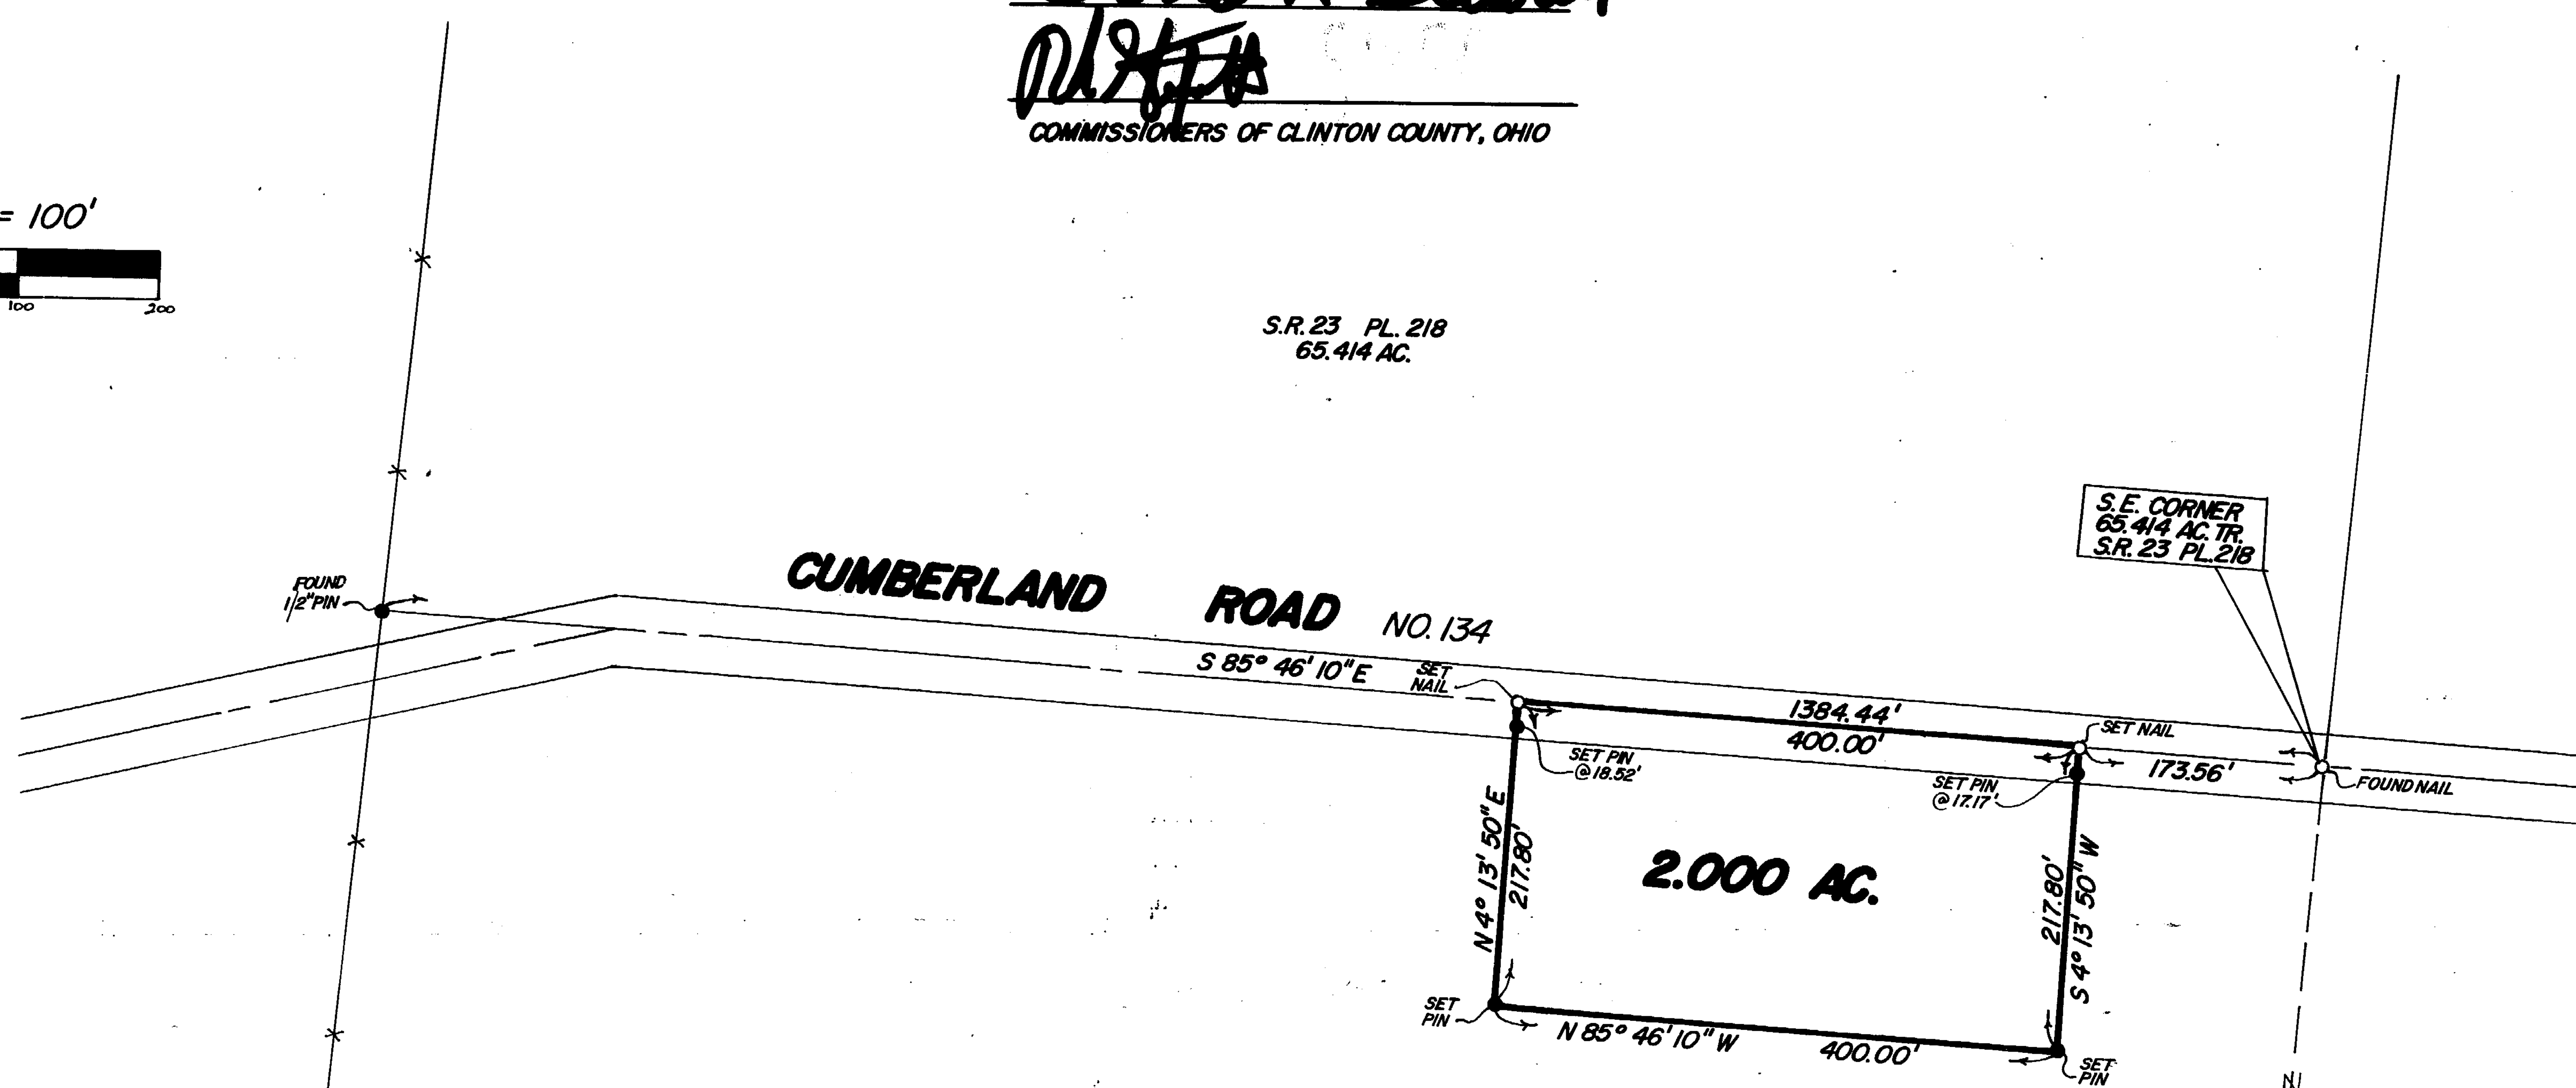 COMMISSIONERS OF CLINTON COUNTY, OHIO
= 100'
100 200
S.R. 23 PL. 218
65.414 AC.
S.E. CORNER
65.414 AC. TR.
S.R. 23 PL. 218
FOUND
1/2" PIN
CUMBERLAND ROAD NO. 134
S 85° 46' 10" E
SET
NAIL
1384.44'
400.00'
SET NAIL
173.56'
FOUND NAIL
SET PIN
@ 18.52'
SET PIN
@ 17.17'
N 4° 13' 50" E
217.80'
2.000 AC.
217.80'
S 4° 13' 50" W
SET
PIN
N 85° 46' 10" W 400.00'
SET
PIN